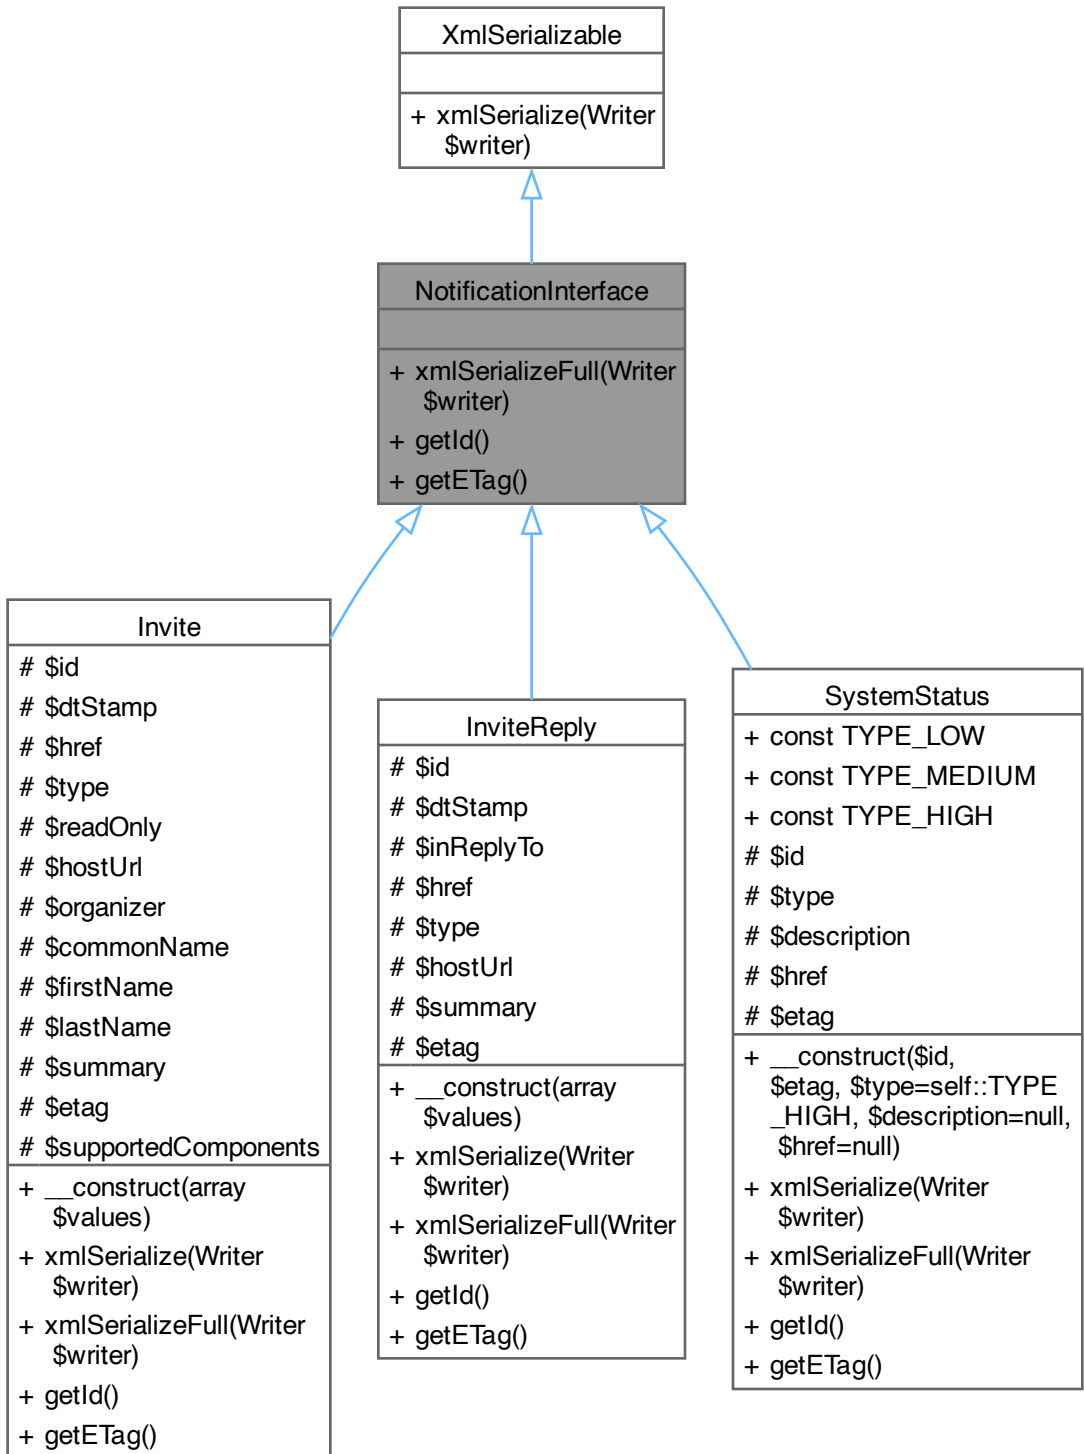 XmlSerializable
+ xmlSerialize(Writer
$writer)
NotificationInterface
+ xmlSerializeFull(Writer
$writer)
+ getId()
+ getETag()
Invite
# $id
# $dtStamp
# $href
# $type
# $readOnly
# $hostUrl
# $organizer
# $commonName
# $firstName
# $lastName
# $summary
# $etag
# $supportedComponents
+ __construct(array
$values)
+ xmlSerialize(Writer
$writer)
+ xmlSerializeFull(Writer
$writer)
+ getId()
+ getETag()
InviteReply
# $id
# $dtStamp
# $inReplyTo
# $href
# $type
# $hostUrl
# $summary
# $etag
+ __construct(array
$values)
+ xmlSerialize(Writer
$writer)
+ xmlSerializeFull(Writer
$writer)
+ getId()
+ getETag()
SystemStatus
+ const TYPE_LOW
+ const TYPE_MEDIUM
+ const TYPE_HIGH
# $id
# $type
# $description
# $href
# $etag
+ __construct($id,
$etag, $type=self::TYPE
_HIGH, $description=null,
$href=null)
+ xmlSerialize(Writer
$writer)
+ xmlSerializeFull(Writer
$writer)
+ getId()
+ getETag()